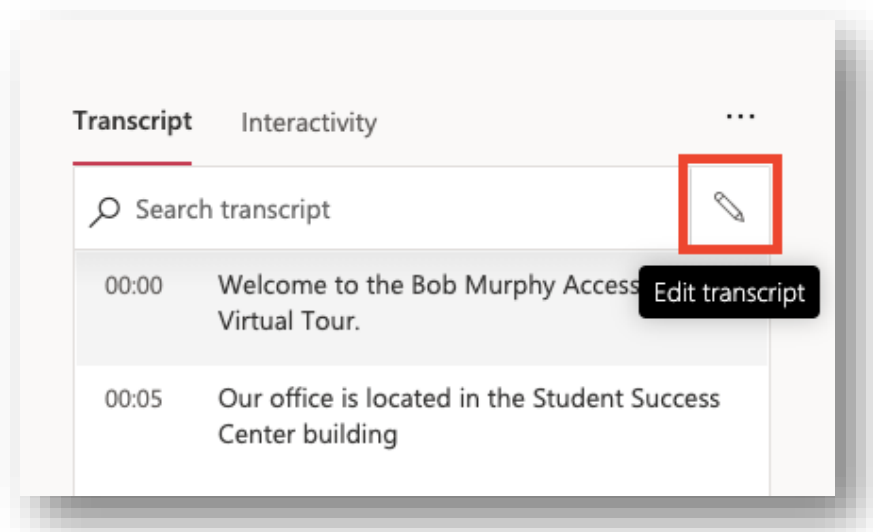 Transcript Interactivity ...
Search transcript
Edit transcript
00:00 Welcome to the Bob Murphy Access
Virtual Tour.
00:05 Our office is located in the Student Success
Center building